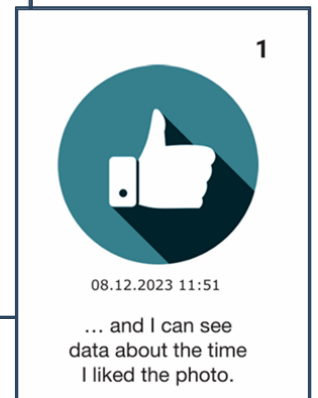 1
08.12.2023 11:51
… and I can see
data about the time
I liked the photo.